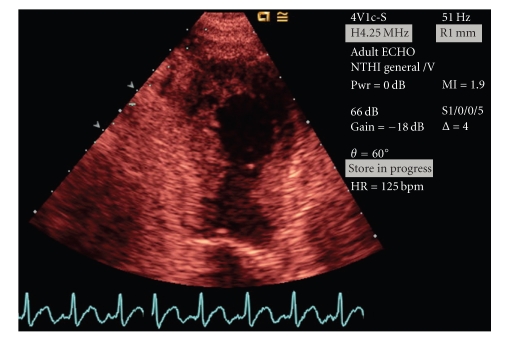 4V1c-S 51 Hz
H4.25 MHz R1 mm
Adult ECHO
NTHI general /V
Pwr = 0 dB MI = 1.9
66 dB S1/0/0/5
Gain = −18 dB Δ = 4
θ = 60°
Store in progress
HR = 125 bpm